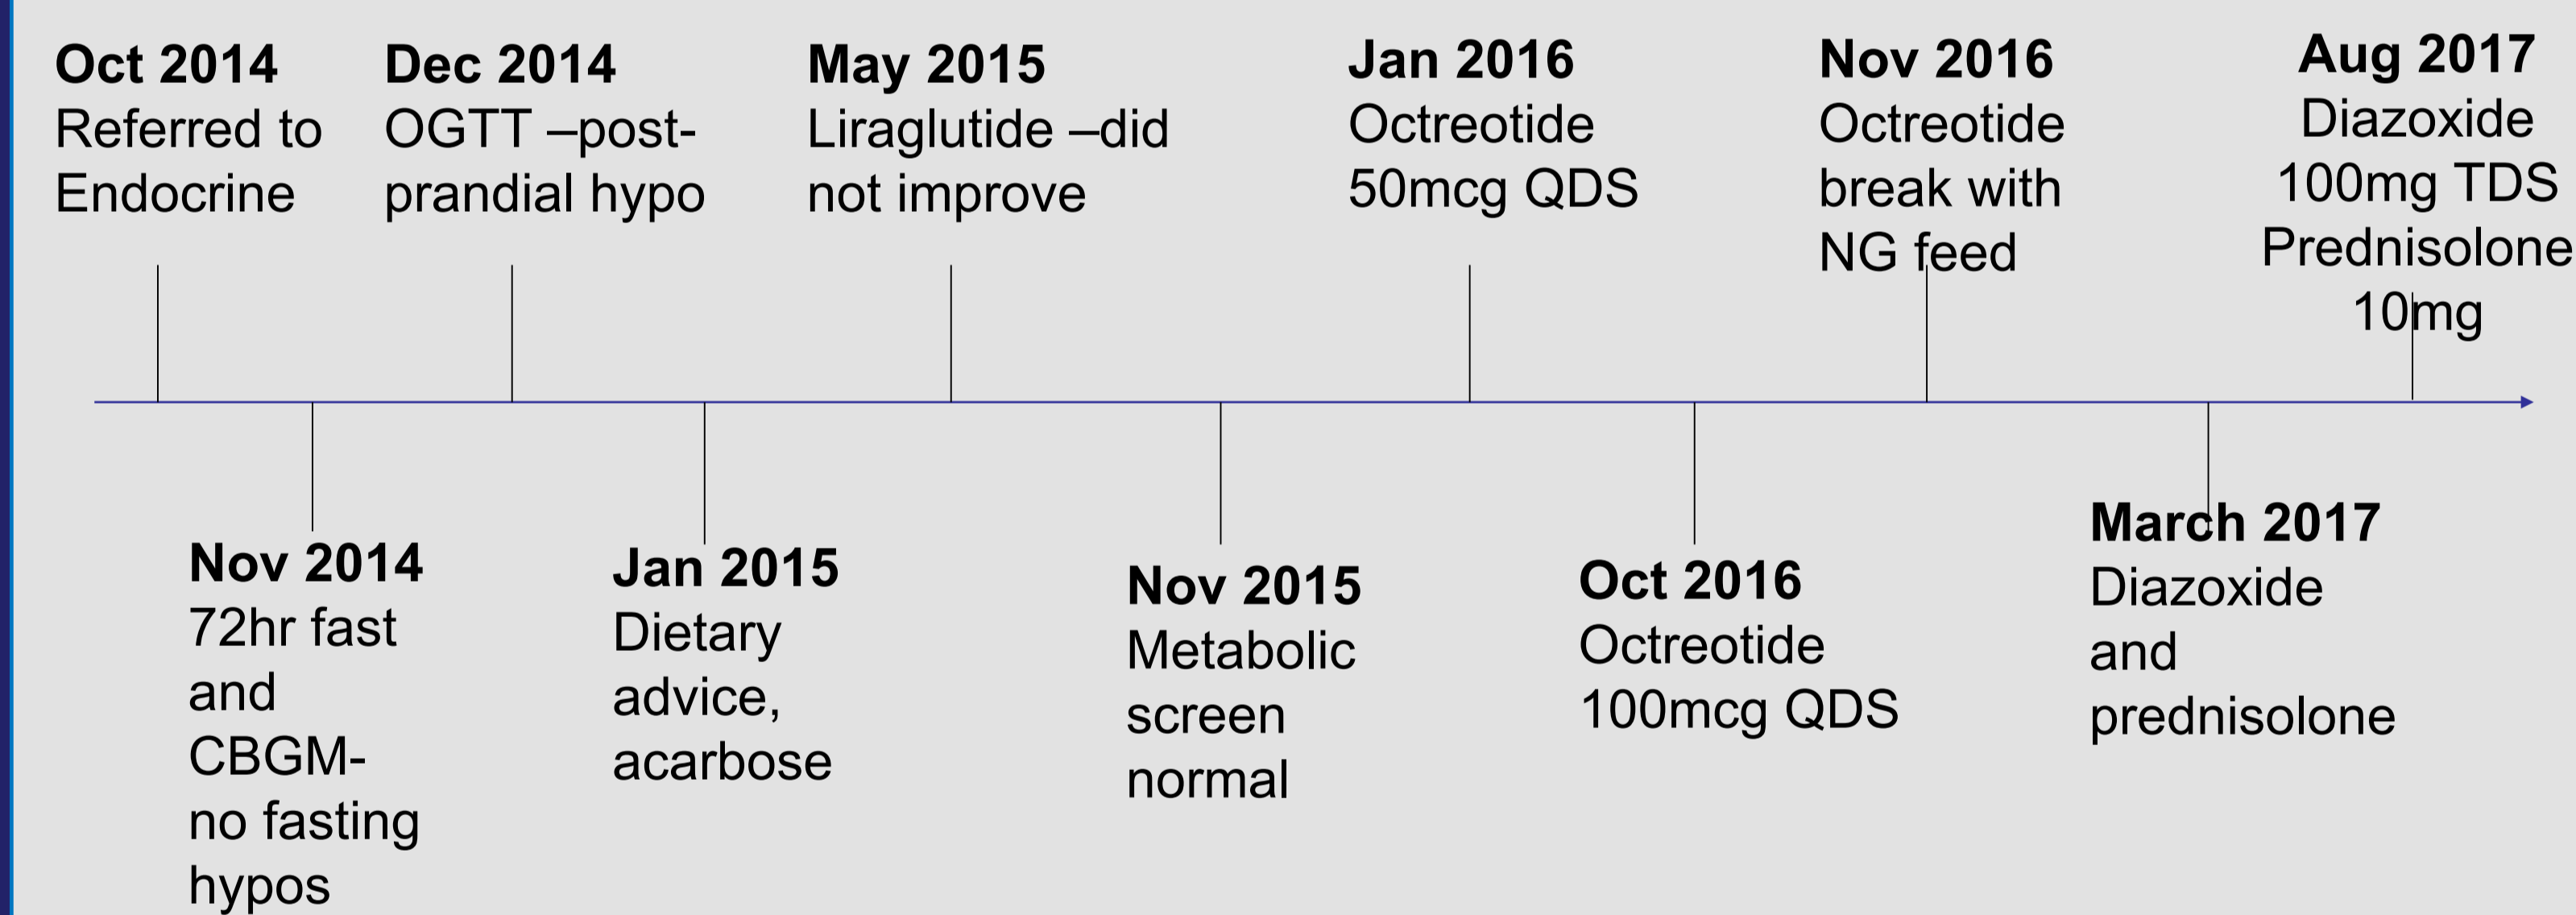 Oct 2014
Referred to
Endocrine
Dec 2014
OGTT –post-
prandial hypo
May 2015
Liraglutide –did
not improve
Jan 2016
Octreotide
50mcg QDS
Nov 2016
Octreotide
break with
NG feed
Aug 2017
Diazoxide
100mg TDS
Prednisolone
10mg
Nov 2014
72hr fast
and
CBGM-
no fasting
hypos
Jan 2015
Dietary
advice,
acarbose
Nov 2015
Metabolic
screen
normal
Oct 2016
Octreotide
100mcg QDS
March 2017
Diazoxide
and
prednisolone